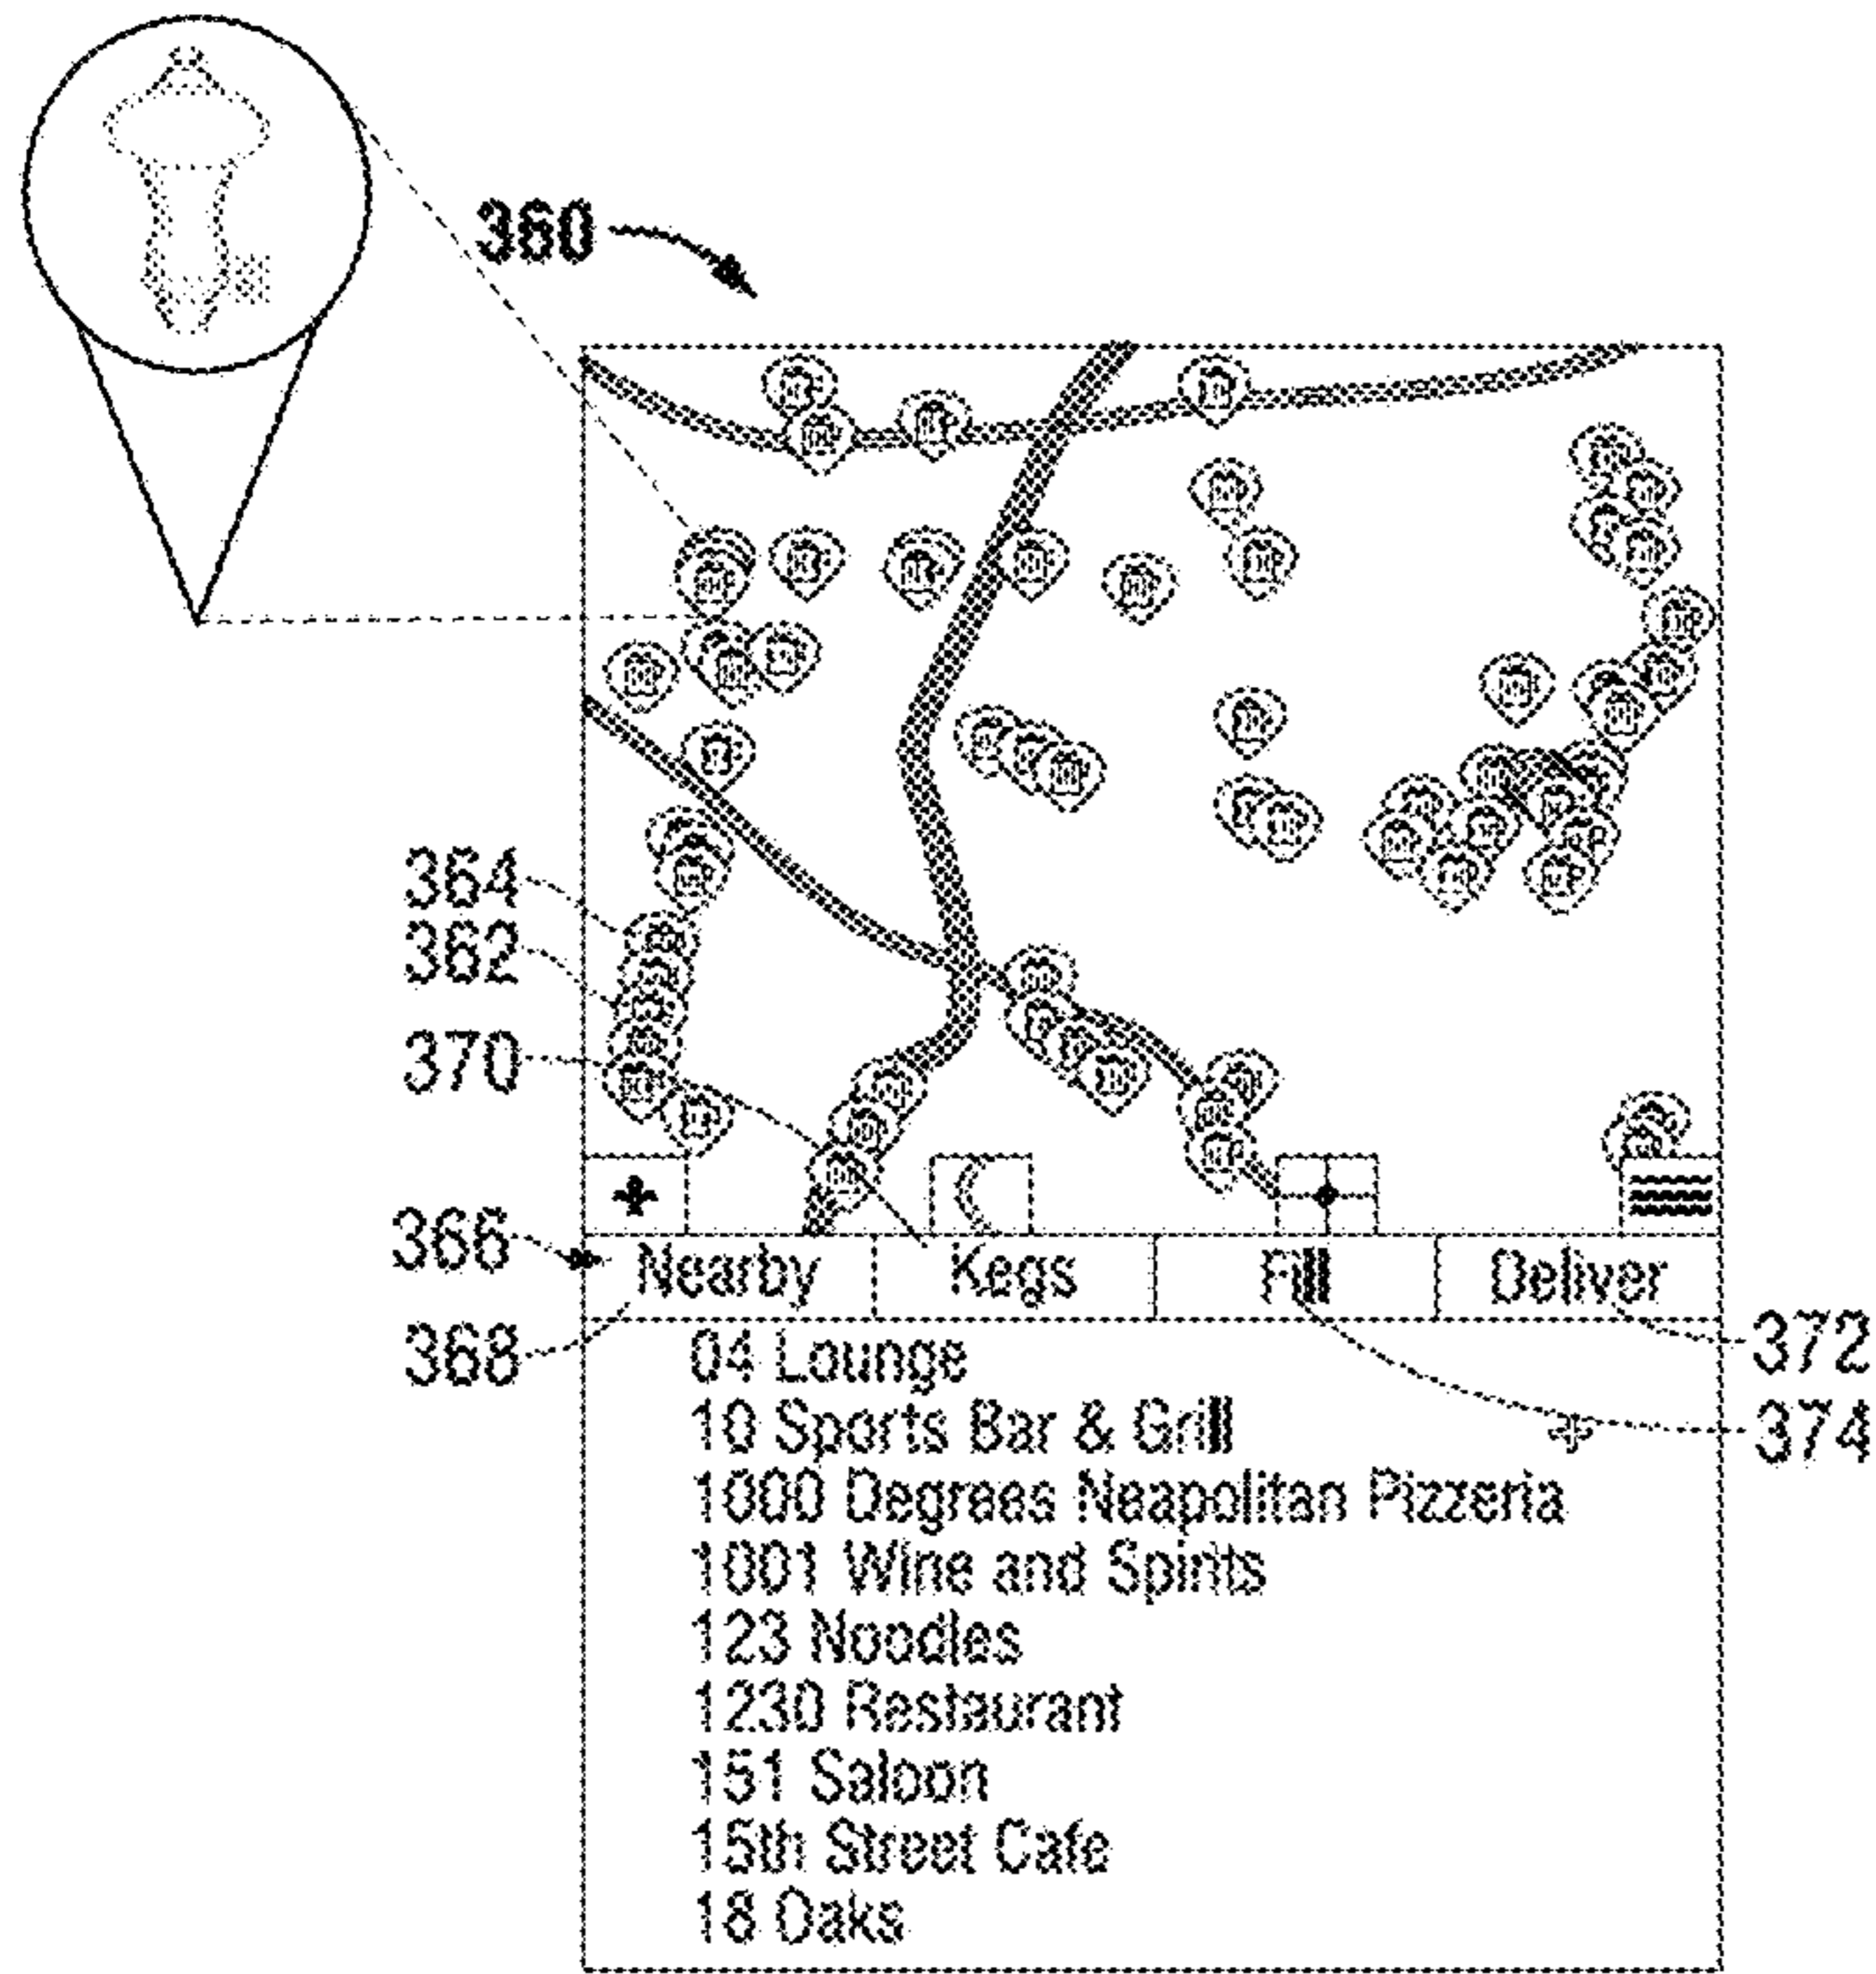 360
364
362
370
366
Nearby Kegs Fill Deliver
368
372
374
04 Lounge
10 Sports Bar & Grill
1000 Degrees Neapolitan Pizzeria
1001 Wine and Spirits
123 Noodles
1230 Restaurant
151 Saloon
15th Street Cafe
18 Oaks